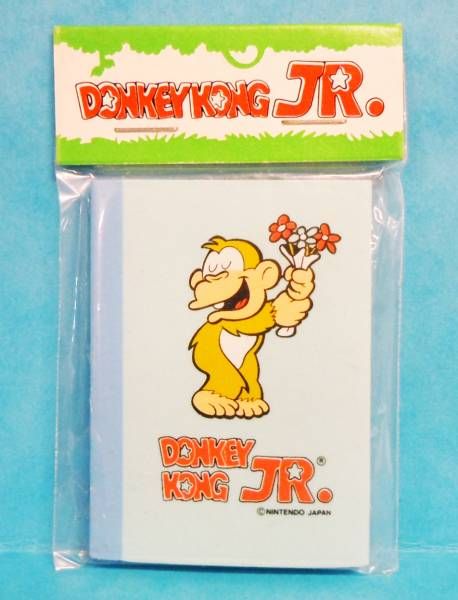 DONKEY KONG JR.
DONKEY
KONG JR.®
©NINTENDO JAPAN